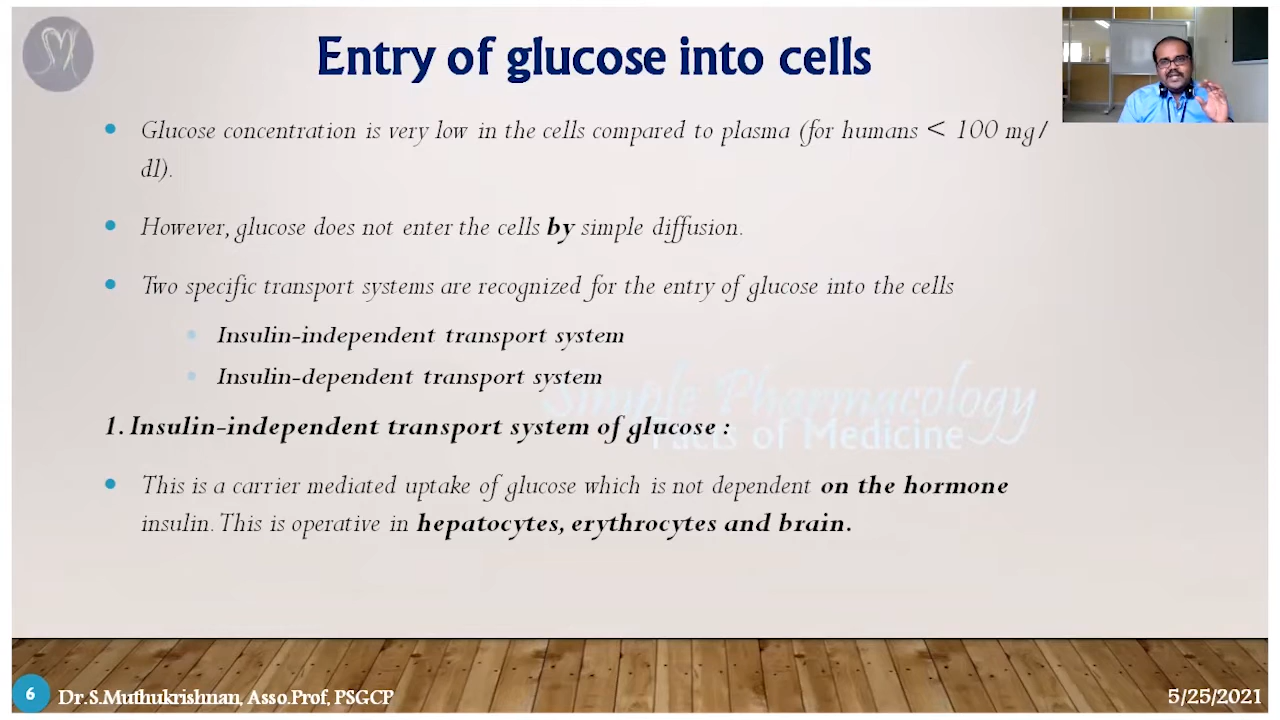 Entry of glucose into cells
Glucose concentration is very low in the cells compared to plasma (for humans < 100 mg/
dl).
However, glucose does not enter the cells by simple diffusion.
Two specific transport systems are recognized for the entry of glucose into the cells
Insulin-independent transport system
Insulin-dependent transport system
Simple Pharmacology
Facts of Medicine
1. Insulin-independent transport system of glucose :
This is a carrier mediated uptake of glucose which is not dependent on the hormone
insulin. This is operative in hepatocytes, erythrocytes and brain.
6
Dr.S.Muthukrishnan, Asso.Prof, PSGCP
5/25/2021